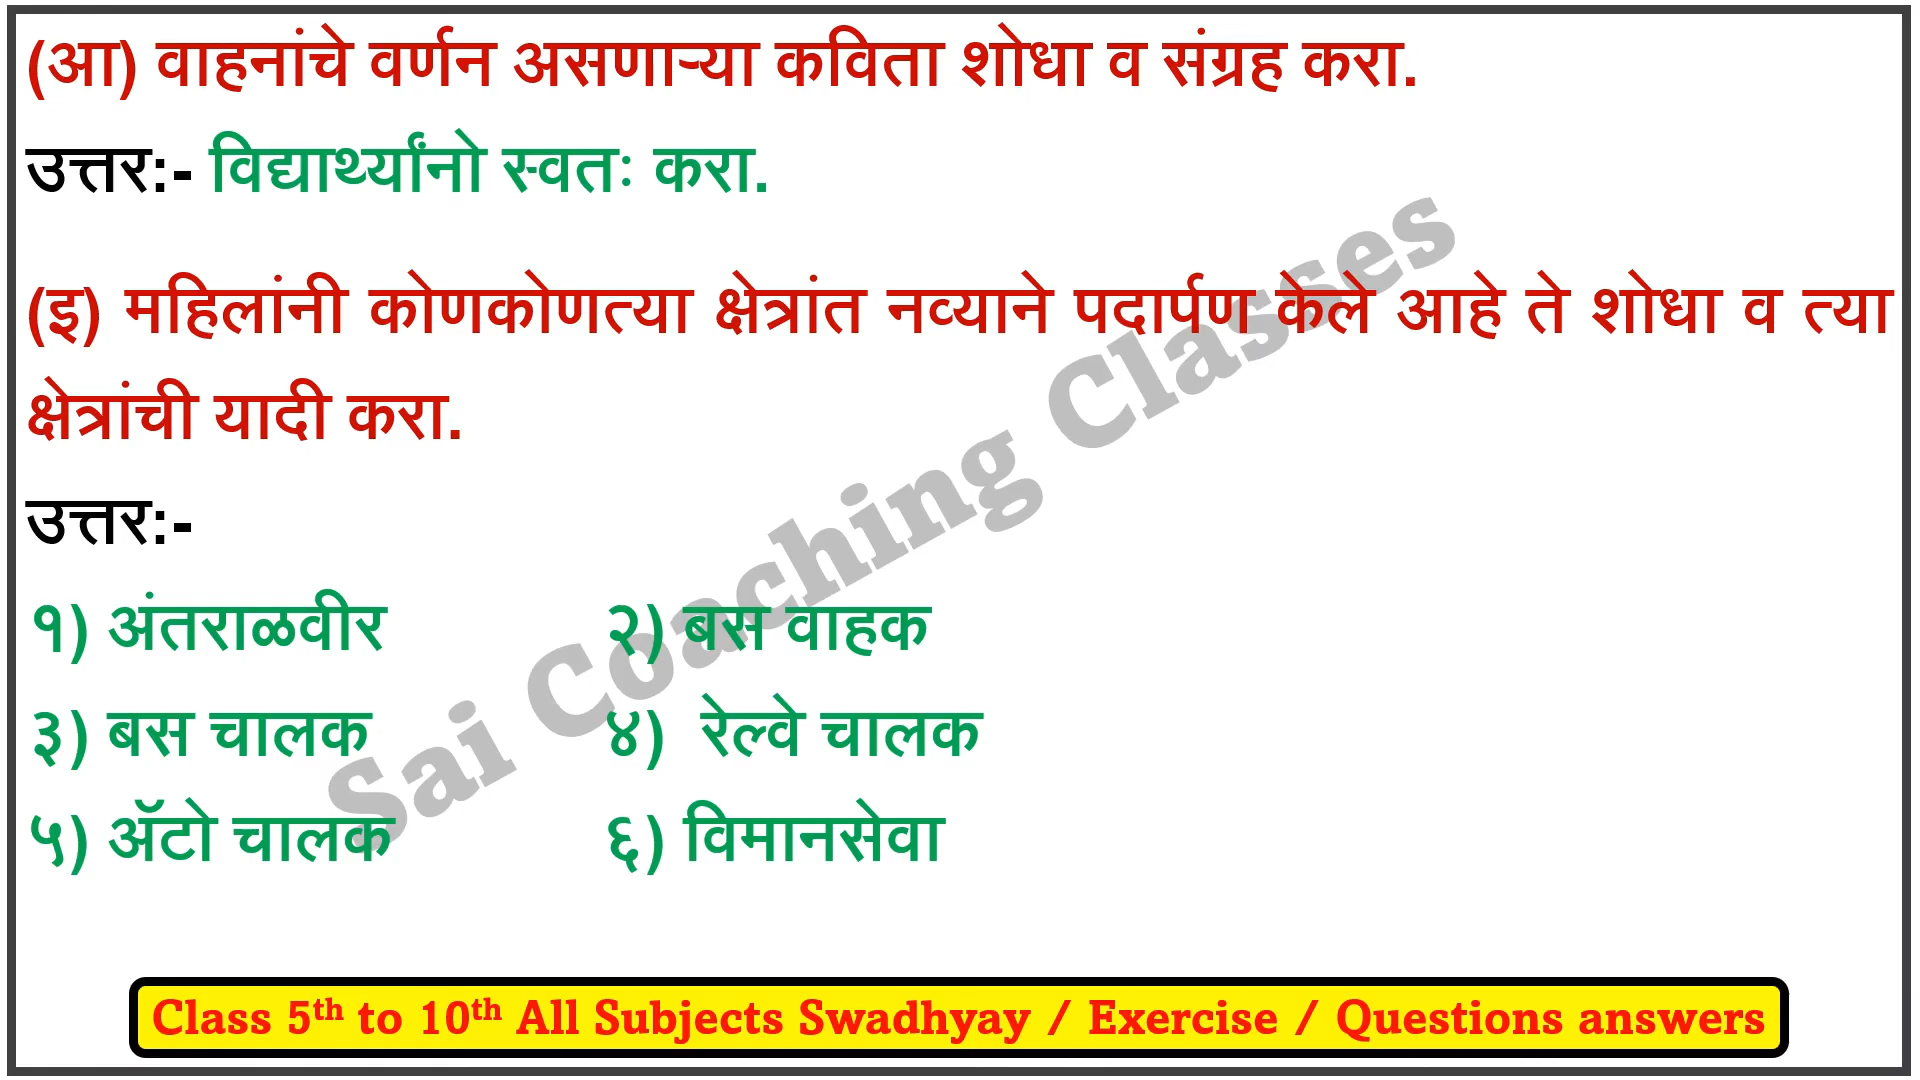 (आ) वाहनांचे वर्णन असणाऱ्या कविता शोधा व संग्रह करा.
उत्तर:- विद्यार्थ्यांनो स्वतः करा.
(इ) महिलांनी कोणकोणत्या क्षेत्रांत नव्याने पदार्पण केले आहे ते शोधा व त्या
क्षेत्रांची यादी करा.
उत्तर:-
१) अंतराळवीर २) बस वाहक
३) बस चालक ४) रेल्वे चालक
५) ॲटो चालक ६) विमानसेवा
Sai Coaching Classes
Class 5th to 10th All Subjects Swadhyay / Exercise / Questions answers